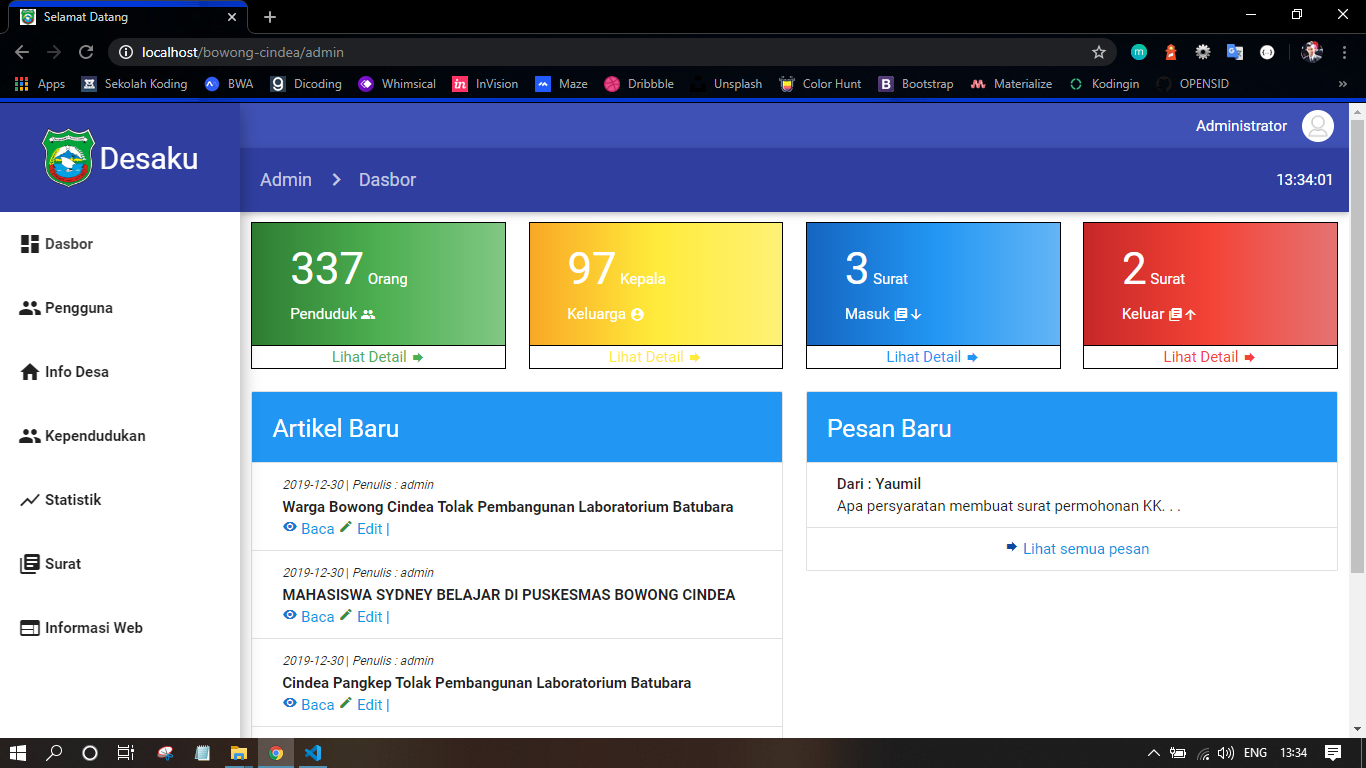 Selamat Datang
localhost/bowong-cindea/admin
Apps Sekolah Koding BWA Dicoding Whimsical InVision Maze Dribbble Unsplash Color Hunt Bootstrap Materialize Kodingin OPENSID »
Desaku
Administrator
Admin > Dasbor 13:34:01
Dasbor
Pengguna
Info Desa
Kependudukan
Statistik
Surat
Informasi Web
337 Orang
Penduduk
Lihat Detail
97 Kepala
Keluarga
Lihat Detail
3 Surat
Masuk
Lihat Detail
2 Surat
Keluar
Lihat Detail
Artikel Baru
2019-12-30 | Penulis : admin
Warga Bowong Cindea Tolak Pembangunan Laboratorium Batubara
Baca Edit |
2019-12-30 | Penulis : admin
MAHASISWA SYDNEY BELAJAR DI PUSKESMAS BOWONG CINDEA
Baca Edit |
2019-12-30 | Penulis : admin
Cindea Pangkep Tolak Pembangunan Laboratorium Batubara
Baca Edit |
Pesan Baru
Dari : Yaumil
Apa persyaratan membuat surat permohonan KK. . .
Lihat semua pesan
ENG 13:34